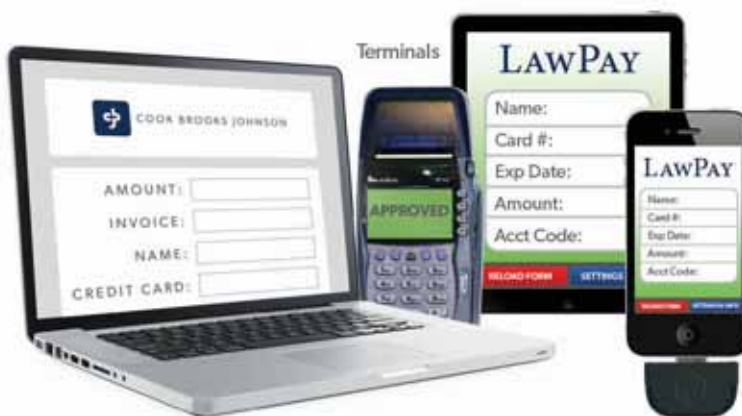 Terminals
COOK BROOKS JOHNSON
AMOUNT:
INVOICE:
NAME:
CREDIT CARD:
APPROVED
LAWPAY
Name:
Card #:
Exp Date:
Amount:
Acct Code:
RELOAD FORM
SETTINGS
LAWPAY
Name:
Card #:
Exp Date:
Amount:
Acct Code: